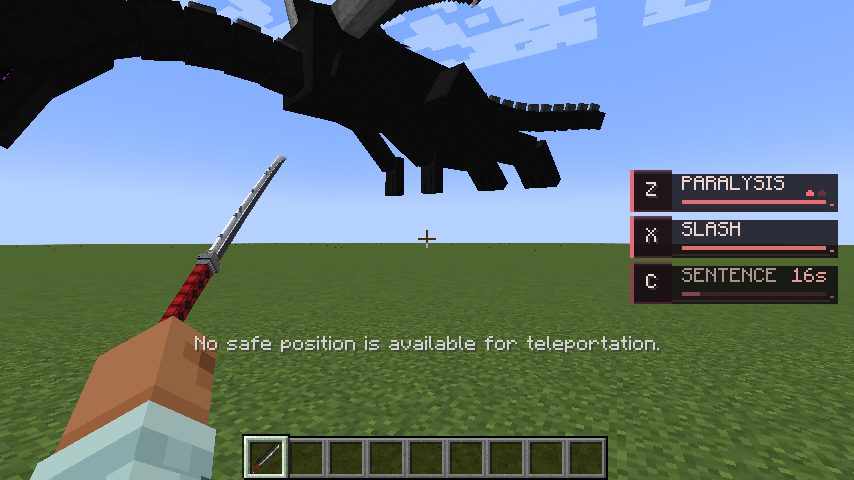 Z PARALYSIS
X SLASH
C SENTENCE 16s
No safe position is available for teleportation.